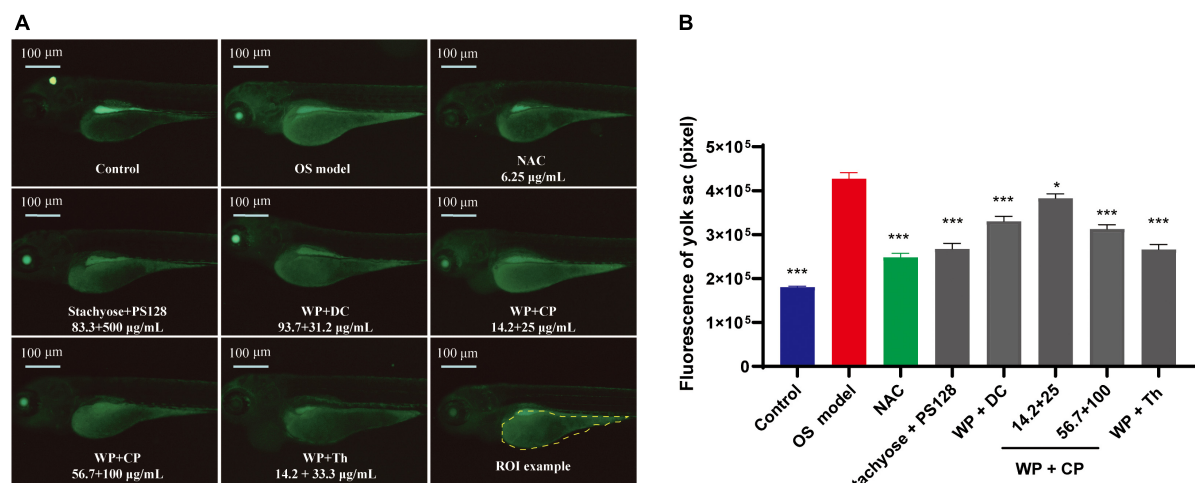 A
100 μm
100 μm
100 μm
Control
OS model
NAC
6.25 μg/mL
100 μm
100 μm
100 μm
Stachyose+PS128
83.3+500 μg/mL
WP+DC
93.7+31.2 μg/mL
WP+CP
14.2+25 μg/mL
100 μm
100 μm
100 μm
WP+CP
56.7+100 μg/mL
WP+Th
14.2 + 33.3 μg/mL
ROI example
B
Fluorescence of yolk sac (pixel)
5×10⁵
4×10⁵
3×10⁵
2×10⁵
1×10⁵
0
***
***
***
***
*
***
***
Control
OS model
NAC
tachyose + PS128
WP + DC
14.2+25
56.7+100
WP + Th
WP + CP